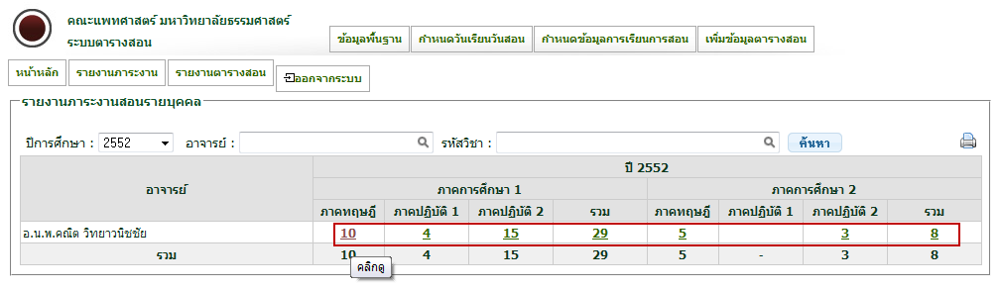 คณะแพทศาสตร์ มหาวิทยาลัยธรรมศาสตร์
ระบบตารางสอน
ข้อมูลพื้นฐาน กำหนดวันเรียนวันสอน กำหนดข้อมูลการเรียนการสอน เพิ่มข้อมูลตารางสอน
หน้าหลัก รายงานภาระงาน รายงานตารางสอน ออกจากระบบ
รายงานภาระงานสอนรายบุคคล
ปีการศึกษา : 2552 อาจารย์ : รหัสวิชา : ค้นหา
อาจารย์ ปี 2552
ภาคการศึกษา 1 ภาคการศึกษา 2
ภาคทฤษฎี ภาคปฏิบัติ 1 ภาคปฏิบัติ 2 รวม ภาคทฤษฎี ภาคปฏิบัติ 1 ภาคปฏิบัติ 2 รวม
อ.น.พ.คณิต วิทยาวนิชชัย 10 4 15 29 5 3 8
รวม 10 4 15 29 5 - 3 8
คลิกดู